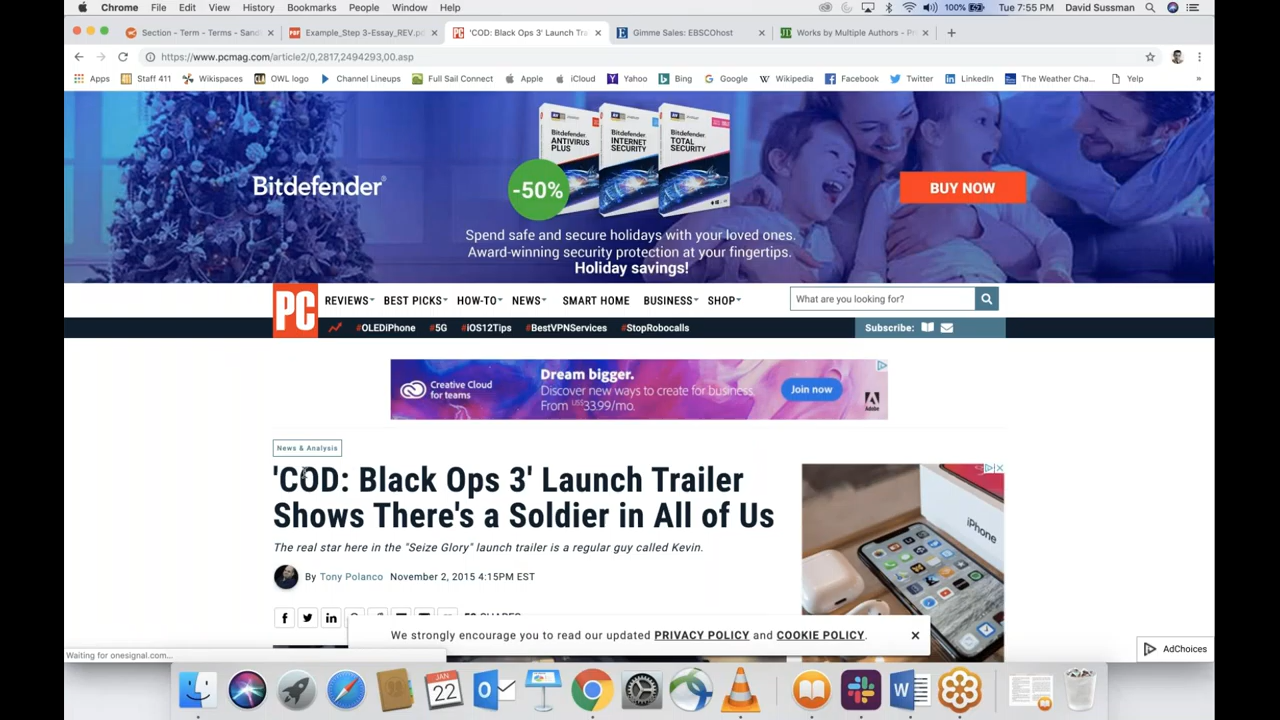 Chrome File Edit View History Bookmarks People Window Help 100% Tue 7:55 PM David Sussman
Section - Term - Terms - San
Example_Step 3-Essay_REV.p
'COD: Black Ops 3' Launch Tra
Gimme Sales: EBSCOhost
Works by Multiple Authors - P
https://www.pcmag.com/article2/0,2817,2494293,00.asp
Apps Staff 411 Wikispaces OWL logo Channel Lineups Full Sail Connect Apple iCloud Yahoo Bing Google Wikipedia Facebook Twitter LinkedIn The Weather Cha... Yelp »
Bitdefender
ANTIVIRUS
PLUS
Bitdefender
INTERNET
SECURITY
Bitdefender
TOTAL
SECURITY
Bitdefender®
-50%
BUY NOW
Spend safe and secure holidays with your loved ones.
Award-winning security protection at your fingertips.
Holiday savings!
PC
REVIEWS BEST PICKS HOW-TO NEWS SMART HOME BUSINESS SHOP
What are you looking for?
#OLEDiPhone #5G #iOS12Tips #BestVPNServices #StopRobocalls
Subscribe:
Creative Cloud
for teams
Dream bigger.
Discover new ways to create for business.
From US$33.99/mo.
Join now
Adobe
News & Analysis
'COD: Black Ops 3' Launch Trailer
Shows There's a Soldier in All of Us
The real star here in the "Seize Glory" launch trailer is a regular guy called Kevin.
By Tony Polanco November 2, 2015 4:15PM EST
iPhone
We strongly encourage you to read our updated PRIVACY POLICY and COOKIE POLICY.
AdChoices
Waiting for onesignal.com...
JAN
22